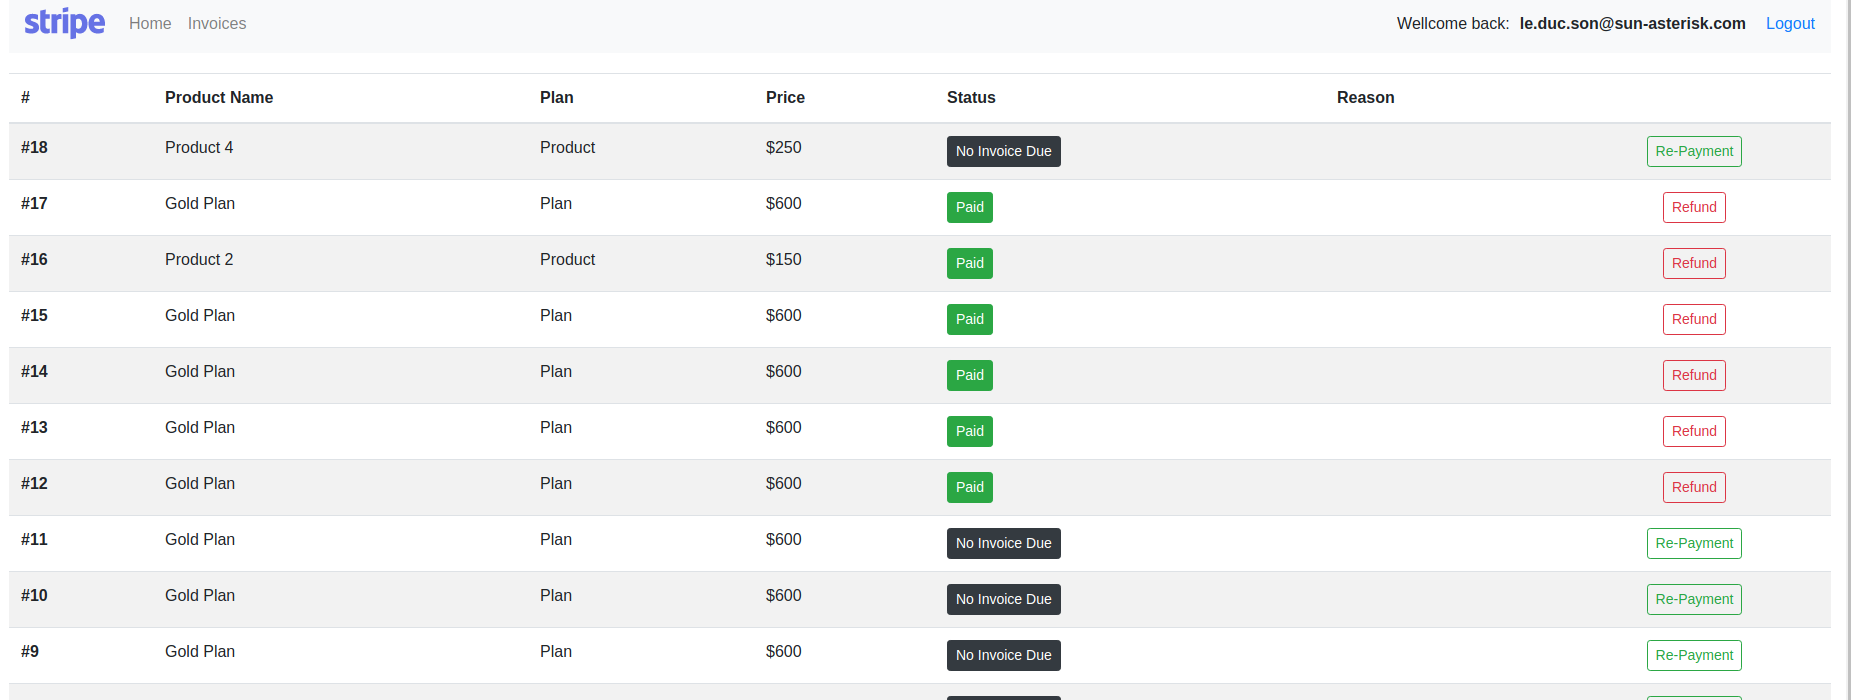 stripe Home Invoices Wellcome back: le.duc.son@sun-asterisk.com Logout
# Product Name Plan Price Status Reason
#18 Product 4 Product $250 No Invoice Due Re-Payment
#17 Gold Plan Plan $600 Paid Refund
#16 Product 2 Product $150 Paid Refund
#15 Gold Plan Plan $600 Paid Refund
#14 Gold Plan Plan $600 Paid Refund
#13 Gold Plan Plan $600 Paid Refund
#12 Gold Plan Plan $600 Paid Refund
#11 Gold Plan Plan $600 No Invoice Due Re-Payment
#10 Gold Plan Plan $600 No Invoice Due Re-Payment
#9 Gold Plan Plan $600 No Invoice Due Re-Payment